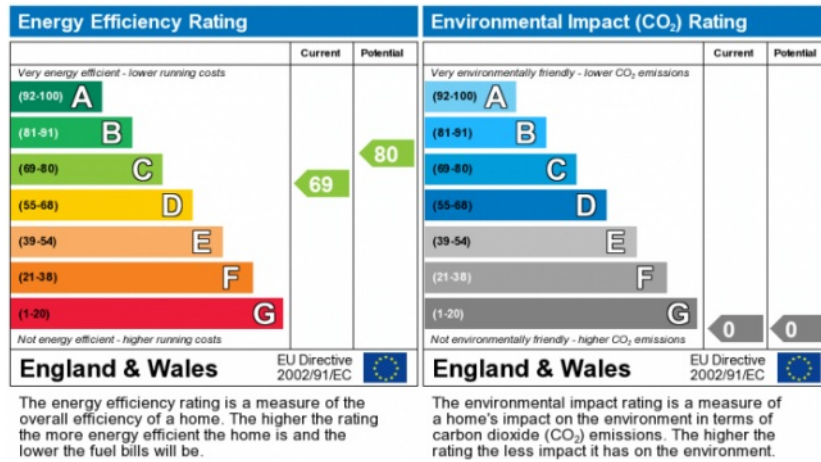 Energy Efficiency Rating
Current Potential
Very energy efficient - lower running costs
(92-100) A
(81-91) B
(69-80) C
(55-68) D
(39-54) E
(21-38) F
(1-20) G
69
80
Not energy efficient - higher running costs
England & Wales
EU Directive
2002/91/EC
The energy efficiency rating is a measure of the
overall efficiency of a home. The higher the rating
the more energy efficient the home is and the
lower the fuel bills will be.
Environmental Impact (CO₂) Rating
Current Potential
Very environmentally friendly - lower CO₂ emissions
(92-100) A
(81-91) B
(69-80) C
(55-68) D
(39-54) E
(21-38) F
(1-20) G
0
0
Not environmentally friendly - higher CO₂ emissions
England & Wales
EU Directive
2002/91/EC
The environmental impact rating is a measure of
a home's impact on the environment in terms of
carbon dioxide (CO₂) emissions. The higher the
rating the less impact it has on the environment.